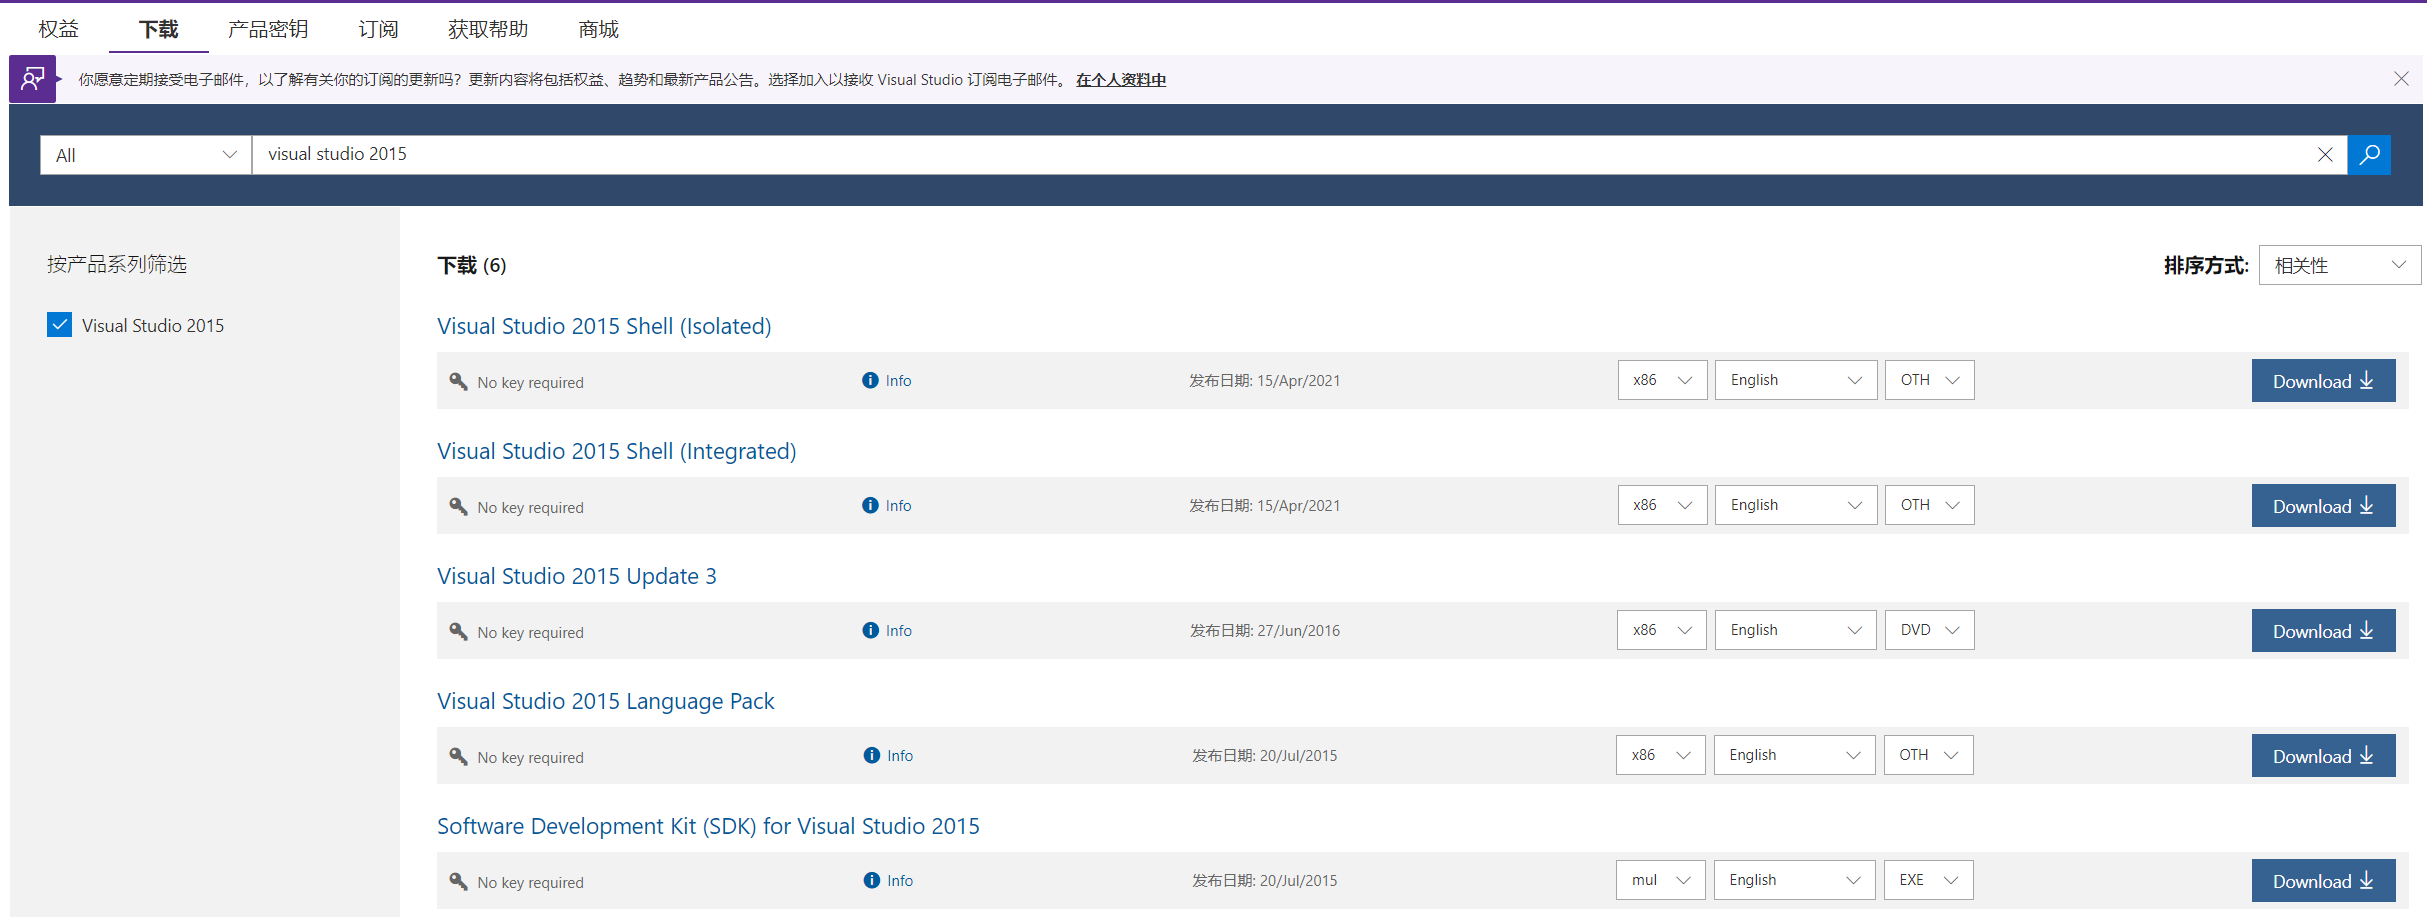 权益 下载 产品密钥 订阅 获取帮助 商城
你愿意定期接受电子邮件，以了解有关你的订阅的更新吗？更新内容将包括权益、趋势和最新产品公告。选择加入以接收 Visual Studio 订阅电子邮件。 在个人资料中
All visual studio 2015
按产品系列筛选
Visual Studio 2015
下载 (6) 排序方式: 相关性
Visual Studio 2015 Shell (Isolated)
No key required Info 发布日期: 15/Apr/2021 x86 English OTH Download
Visual Studio 2015 Shell (Integrated)
No key required Info 发布日期: 15/Apr/2021 x86 English OTH Download
Visual Studio 2015 Update 3
No key required Info 发布日期: 27/Jun/2016 x86 English DVD Download
Visual Studio 2015 Language Pack
No key required Info 发布日期: 20/Jul/2015 x86 English OTH Download
Software Development Kit (SDK) for Visual Studio 2015
No key required Info 发布日期: 20/Jul/2015 mul English EXE Download